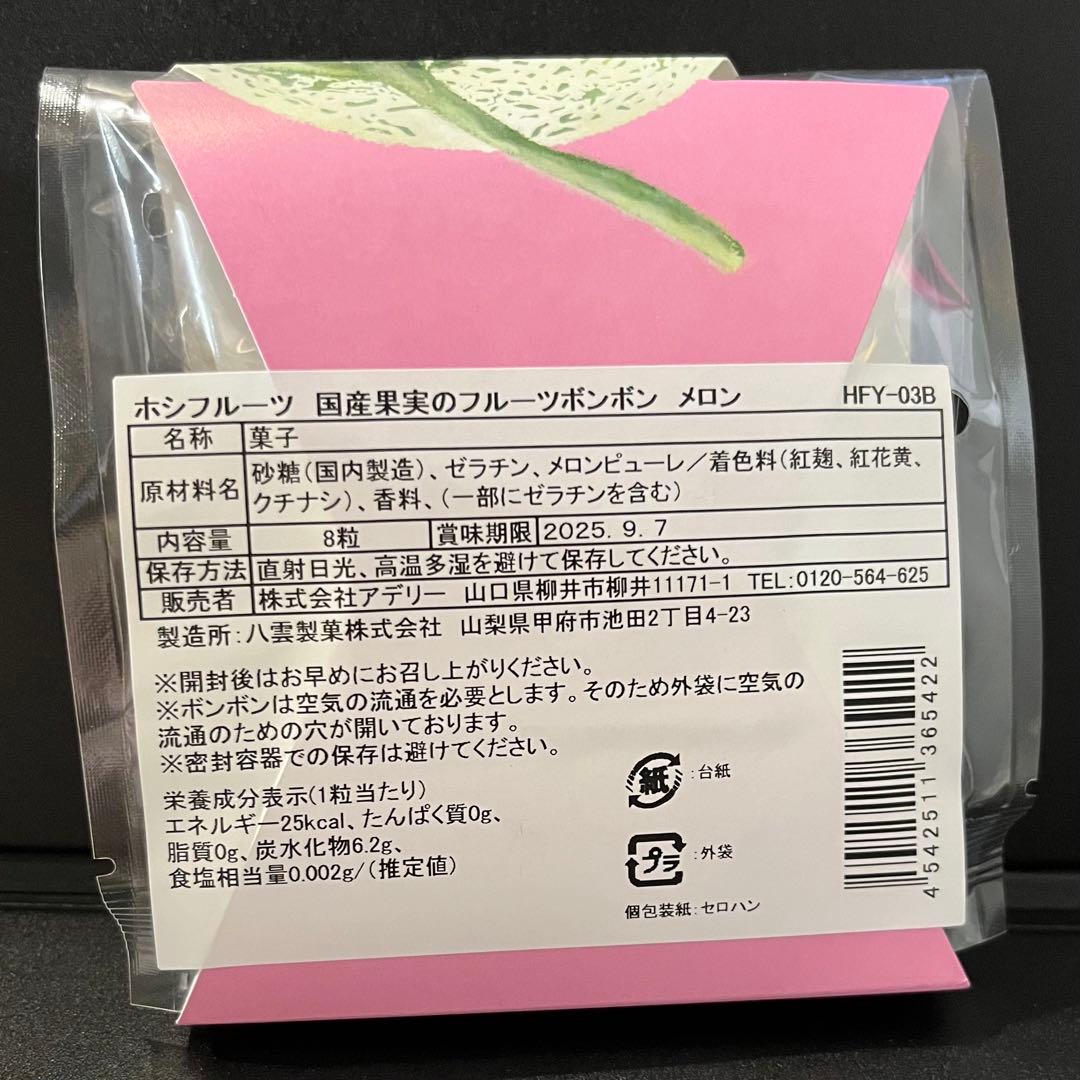 ホシフルーツ 国産果実のフルーツボンボン メロン HFY-03B
名称 菓子
原材料名 砂糖(国内製造)、ゼラチン、メロンピューレ/着色料(紅麹、紅花黄、
クチナシ)、香料、(一部にゼラチンを含む)
内容量 8粒 賞味期限 2025.9.7
保存方法 直射日光、高温多湿を避けて保存してください。
販売者 株式会社アデリー 山口県柳井市柳井11171-1 TEL:0120-564-625
製造所:八雲製菓株式会社 山梨県甲府市池田2丁目4-23
※開封後はお早めにお召し上がりください。
※ボンボンは空気の流通を必要とします。そのため外袋に空気の
流通のための穴が開いております。
※密封容器での保存は避けてください。
栄養成分表示(1粒当たり)
エネルギー25kcal、たんぱく質0g、
脂質0g、炭水化物6.2g、
食塩相当量0.002g/(推定値)
紙:台紙
プラ:外袋
個包装紙:セロハン
4542511365422